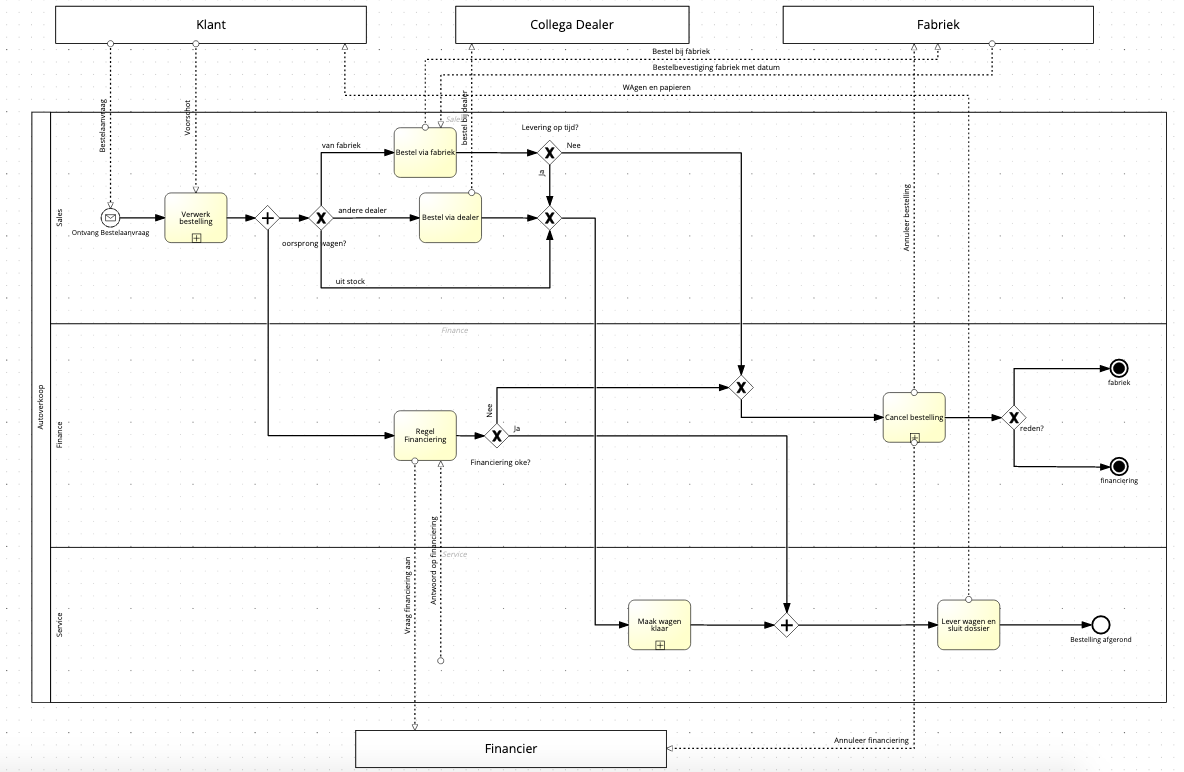 Klant
Collega Dealer
Fabriek
Bestel bij fabriek
Bestelbevestiging fabriek met datum
WAgen en papieren
Bestelaanvraag
Voorschot
bestel bij dealer
Sales
Levering op tijd?
van fabriek
Bestel via fabriek
Nee
Ja
Annuleer bestelling
Sales
Verwerk
bestelling
andere dealer
Bestel via dealer
Ontvang Bestelaanvraag
oorsprong wagen?
uit stock
Finance
Autoverkoop
Finance
fabriek
Nee
Regel
Financiering
Ja
Cancel bestelling
reden?
Financiering oke?
financiering
Vraag financiering aan
Antwoord op financiering
Service
Service
Maak wagen
klaar
Lever wagen en
sluit dossier
Bestelling afgerond
Annuleer financiering
Financier